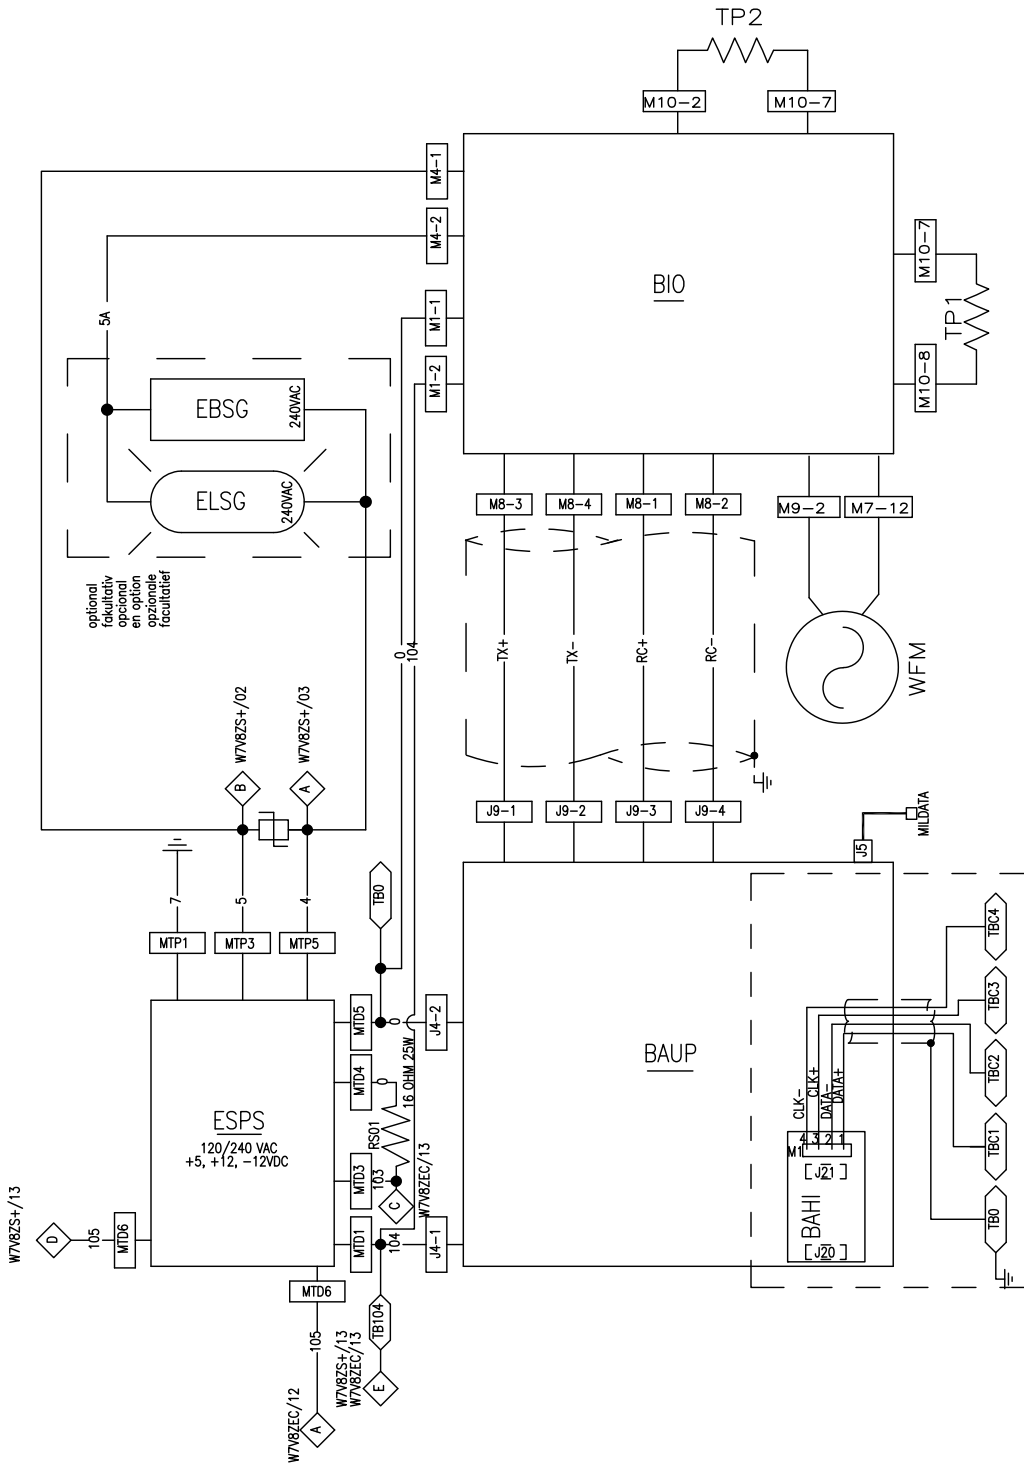 TP2
M10-2
M10-7
M4-1
M4-2
M1-1
M1-2
5A
BIO
M10-7
TP1
M10-8
EBSG
240VAC
ELSG
240VAC
optional
fakultativ
opcional
en option
opzionale
facultatief
M8-3
M8-4
M8-1
M8-2
M9-2
M7-12
0
104
TX+
TX-
RC+
RC-
WFM
W7V8ZS+/02
B
W7V8ZS+/03
A
J9-1
J9-2
J9-3
J9-4
J5
MILDATA
7
5
4
TB0
MTP1
MTP3
MTP5
ESPS
120/240 VAC
+5, +12, -12VDC
MTD5
0
MTD4
0
16 OHM 25W
RS01
MTD3
103
C
W7V8ZEC/13
MTD1
104
J4-2
J4-1
BAUP
TBC4
TBC3
TBC2
TBC1
TB0
CLK-
CLK+
DATA-
DATA+
M1
4
3
2
1
J21
BAHI
J20
W7V8ZS+/13
D
105
MTD6
MTD6
105
W7V8ZEC/12
A
TB104
W7V8ZS+/13
W7V8ZEC/13
E